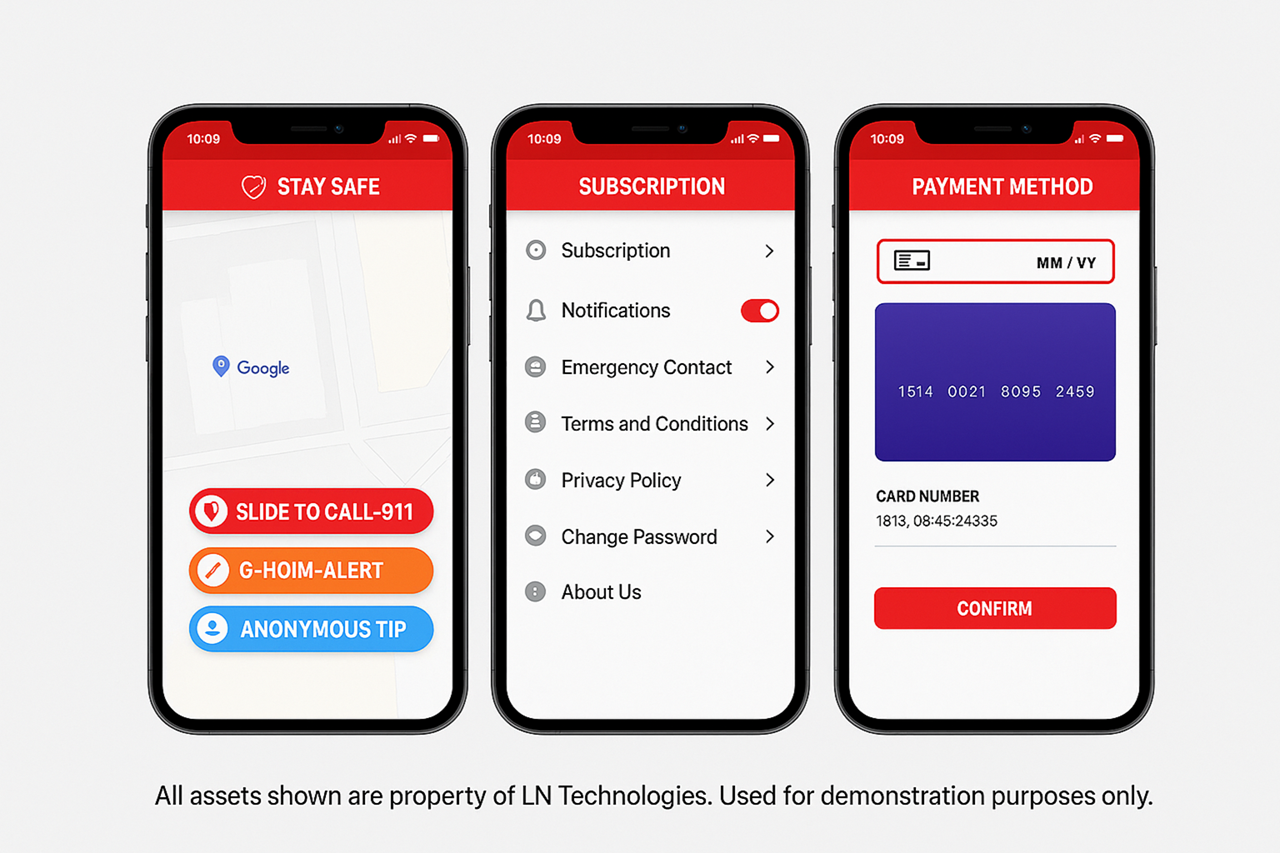 10:09
STAY SAFE
Google
SLIDE TO CALL-911
G-HOIM-ALERT
ANONYMOUS TIP
10:09
SUBSCRIPTION
Subscription
Notifications
Emergency Contact
Terms and Conditions
Privacy Policy
Change Password
About Us
10:09
PAYMENT METHOD
MM / VY
1514 0021 8095 2459
CARD NUMBER
1813, 08:45:24335
CONFIRM
All assets shown are property of LN Technologies. Used for demonstration purposes only.